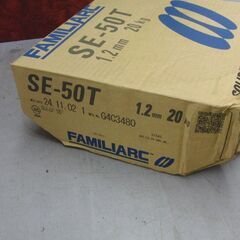 FAMILIARC
SE-50T
1.2 mm 20 kg
SE-50T
1.2 mm 20 kg
24.11.02 1
G4C3480
FAMILIARC